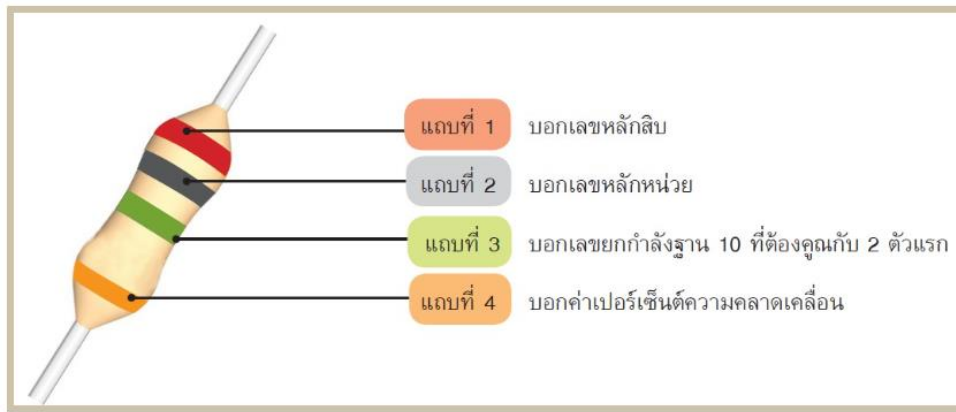 แถบที่ 1 บอกเลขหลักสิบ
แถบที่ 2 บอกเลขหลักหน่วย
แถบที่ 3 บอกเลขยกกำลังฐาน 10 ที่ต้องคูณกับ 2 ตัวแรก
แถบที่ 4 บอกค่าเปอร์เซ็นต์ความคลาดเคลื่อน